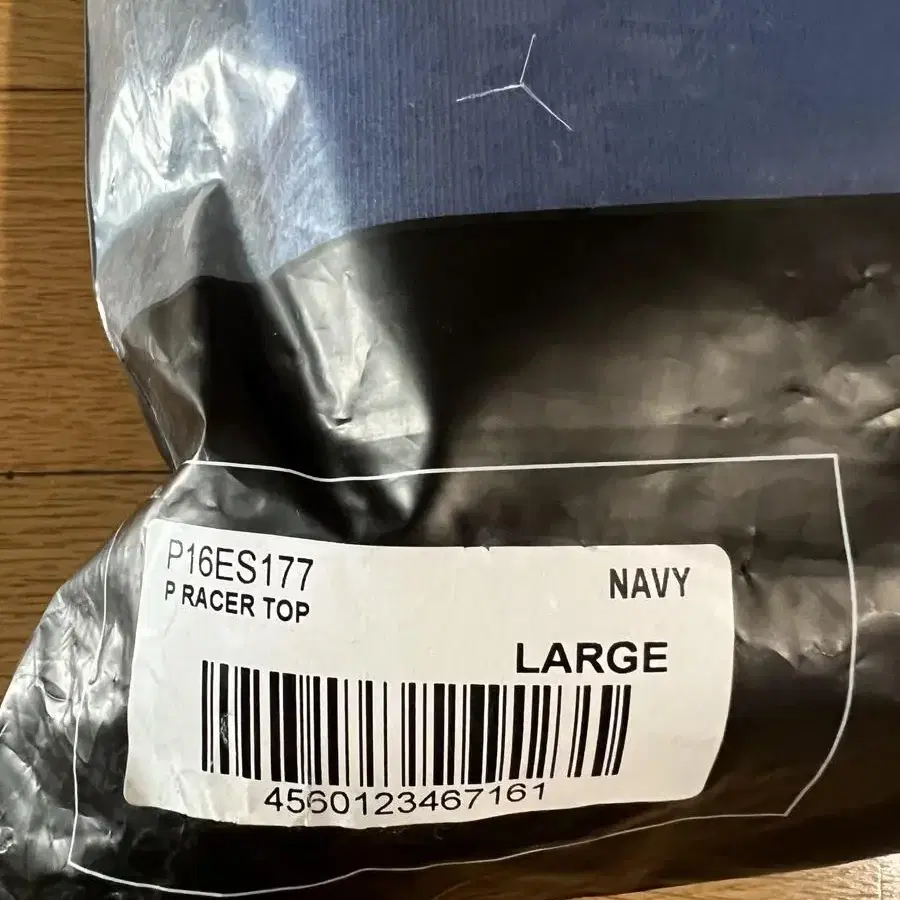 P16ES177
P RACER TOP
NAVY
LARGE
4560123467161